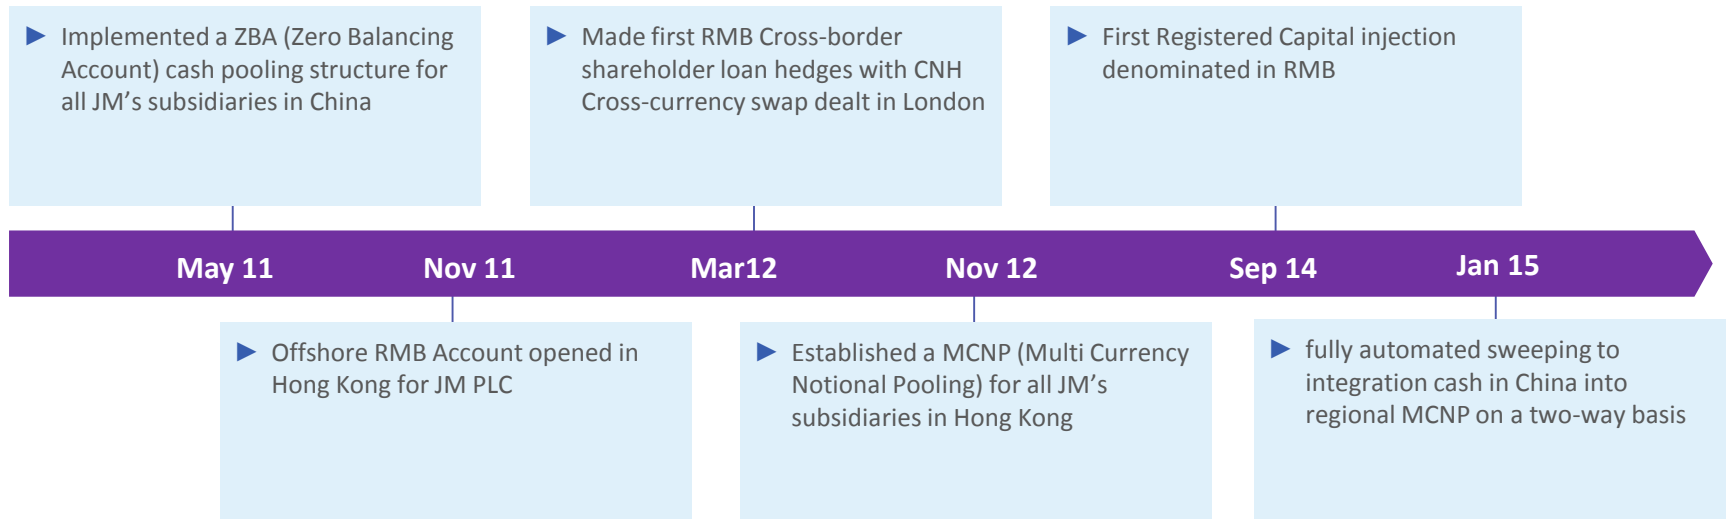 ► Implemented a ZBA (Zero Balancing
Account) cash pooling structure for
all JM’s subsidiaries in China
► Made first RMB Cross-border
shareholder loan hedges with CNH
Cross-currency swap dealt in London
► First Registered Capital injection
denominated in RMB
May 11
Nov 11
Mar12
Nov 12
Sep 14
Jan 15
► Offshore RMB Account opened in
Hong Kong for JM PLC
► Established a MCNP (Multi Currency
Notional Pooling) for all JM’s
subsidiaries in Hong Kong
► fully automated sweeping to
integration cash in China into
regional MCNP on a two-way basis